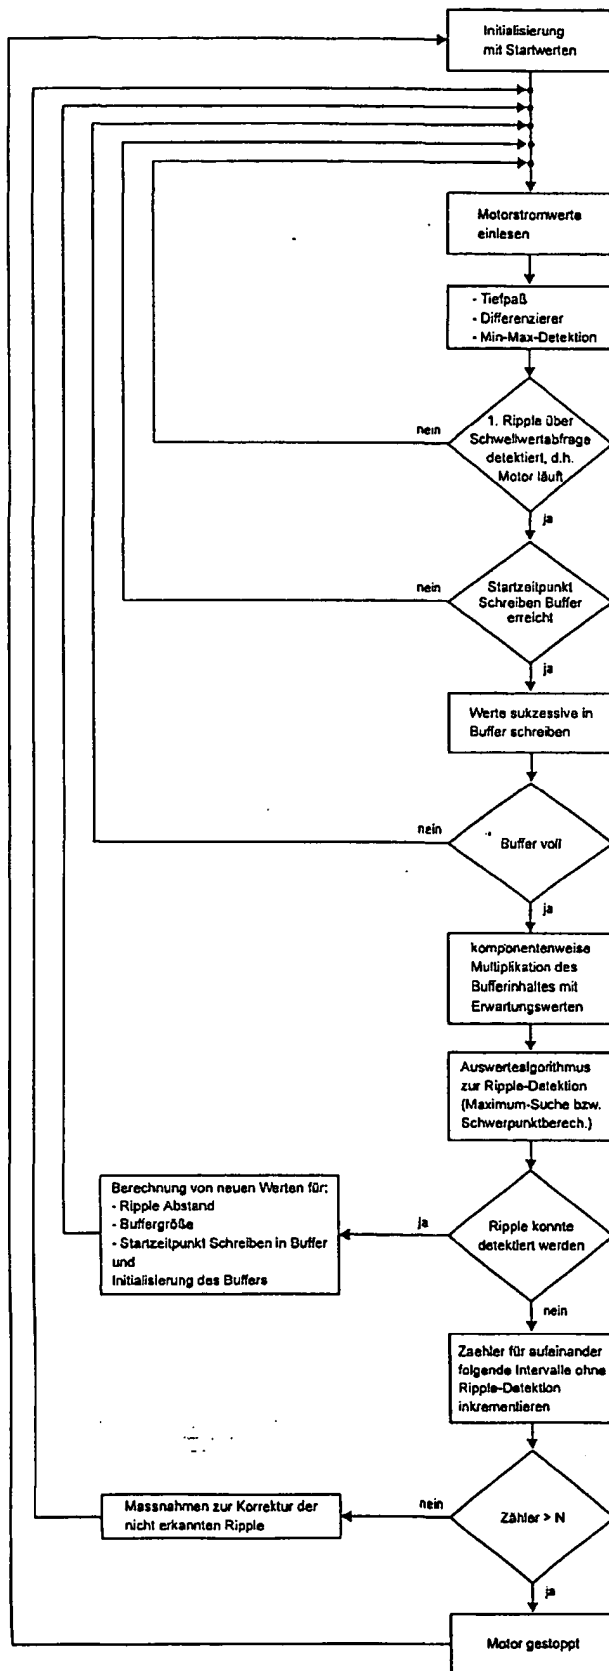 Initialisierung
mit Startwerten
Motorstromwerte
einlesen
- Tiefpaß
- Differenzierer
- Min-Max-Detektion
nein
1. Ripple über
Schwellwertabfrage
detektiert, d.h.
Motor läuft
ja
nein
Startzeitpunkt
Schreiben Buffer
erreicht
ja
Werte sukzessive in
Buffer schreiben
nein
Buffer voll
ja
komponentenweise
Multiplikation des
Bufferinhaltes mit
Erwartungswerten
Auswertealgorithmus
zur Ripple-Detektion
(Maximum-Suche bzw.
Schwerpunktberech.)
Berechnung von neuen Werten für:
- Ripple Abstand
- Buffergröße
- Startzeitpunkt Schreiben in Buffer
und
Initialisierung des Buffers
ja
Ripple konnte
detektiert werden
nein
Zaehler für aufeinander
folgende Intervalle ohne
Ripple-Detektion
inkrementieren
Massnahmen zur Korrektur der
nicht erkannten Ripple
nein
Zähler > N
ja
Motor gestoppt